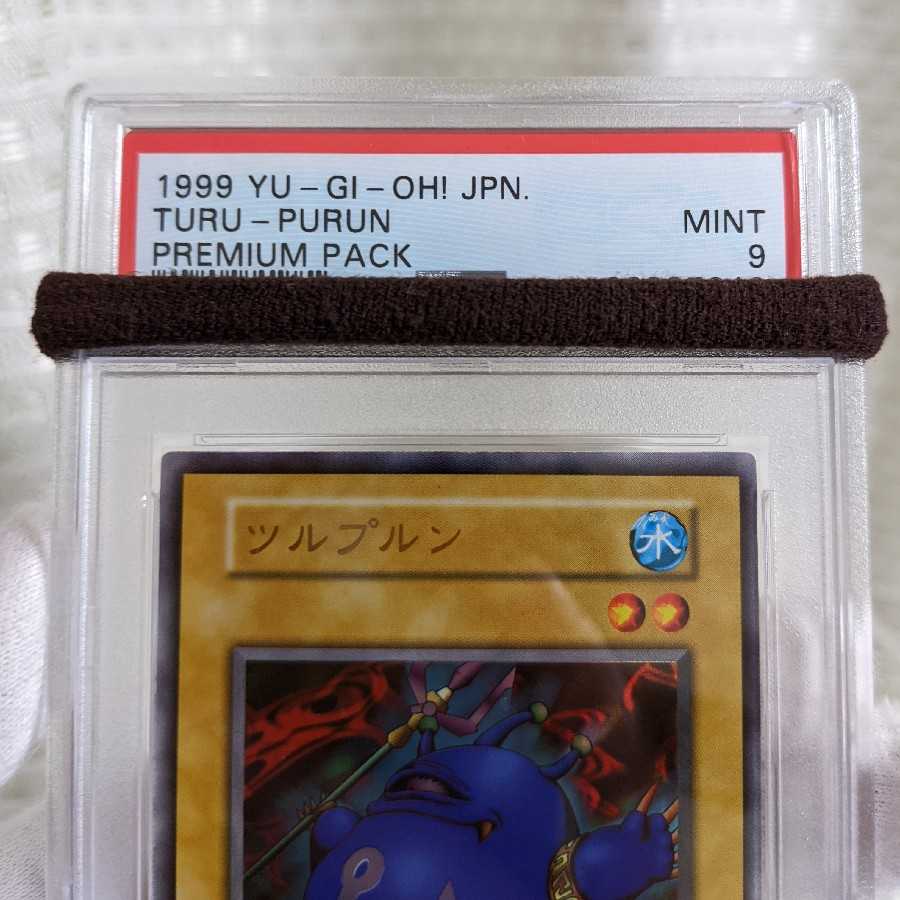 1999 YU-GI-OH! JPN.
TURU-PURUN MINT
PREMIUM PACK 9
ツルプルン
水